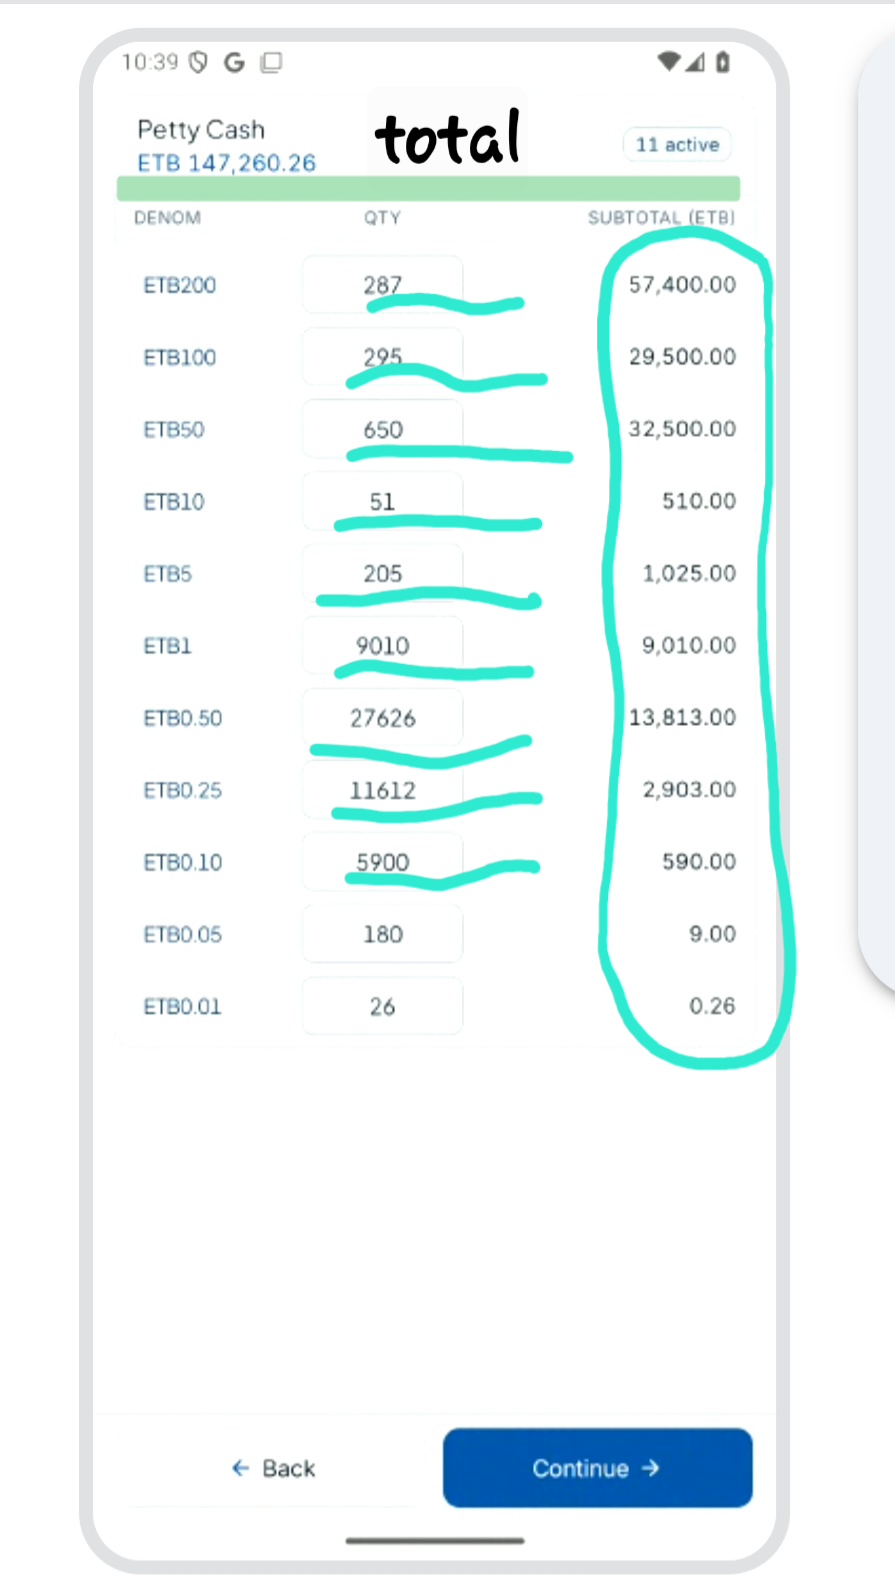 10:39
Petty Cash
total
11 active
ETB 147,260.26
DENOM QTY SUBTOTAL (ETB)
ETB200 287 57,400.00
ETB100 295 29,500.00
ETB50 650 32,500.00
ETB10 51 510.00
ETB5 205 1,025.00
ETB1 9010 9,010.00
ETB0.50 27626 13,813.00
ETB0.25 11612 2,903.00
ETB0.10 5900 590.00
ETB0.05 180 9.00
ETB0.01 26 0.26
← Back Continue →